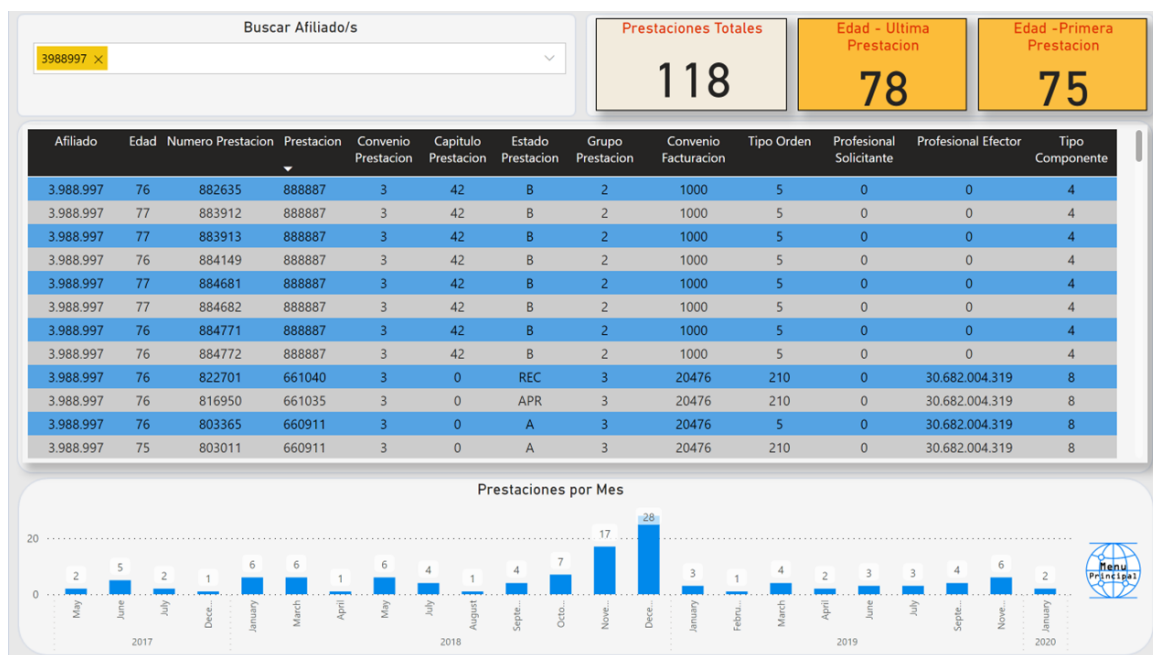 Buscar Afiliado/s
3988997 ×
Prestaciones Totales
118
Edad - Ultima
Prestacion
78
Edad -Primera
Prestacion
75
Afiliado Edad Numero Prestacion Prestacion Convenio Prestacion Capitulo Prestacion Estado Prestacion Grupo Prestacion Convenio Facturacion Tipo Orden Profesional Solicitante Profesional Efector Tipo Componente
3.988.997 76 882635 888887 3 42 B 2 1000 5 0 0 4
3.988.997 77 883912 888887 3 42 B 2 1000 5 0 0 4
3.988.997 77 883913 888887 3 42 B 2 1000 5 0 0 4
3.988.997 76 884149 888887 3 42 B 2 1000 5 0 0 4
3.988.997 77 884681 888887 3 42 B 2 1000 5 0 0 4
3.988.997 77 884682 888887 3 42 B 2 1000 5 0 0 4
3.988.997 76 884771 888887 3 42 B 2 1000 5 0 0 4
3.988.997 76 884772 888887 3 42 B 2 1000 5 0 0 4
3.988.997 76 822701 661040 3 0 REC 3 20476 210 0 30.682.004.319 8
3.988.997 76 816950 661035 3 0 APR 3 20476 210 0 30.682.004.319 8
3.988.997 76 803365 660911 3 0 A 3 20476 5 0 30.682.004.319 8
3.988.997 75 803011 660911 3 0 A 3 20476 210 0 30.682.004.319 8
Prestaciones por Mes
20
0
2 5 2 1 6 6 1 6 4 1 4 7 17 28 3 1 4 2 3 3 4 6 2
May June July Dece... January March April May July August Septe... Octo... Nove... Dece... January Febru... March April June July Septe... Nove... January
2017 2018 2019 2020
Menu
Principal